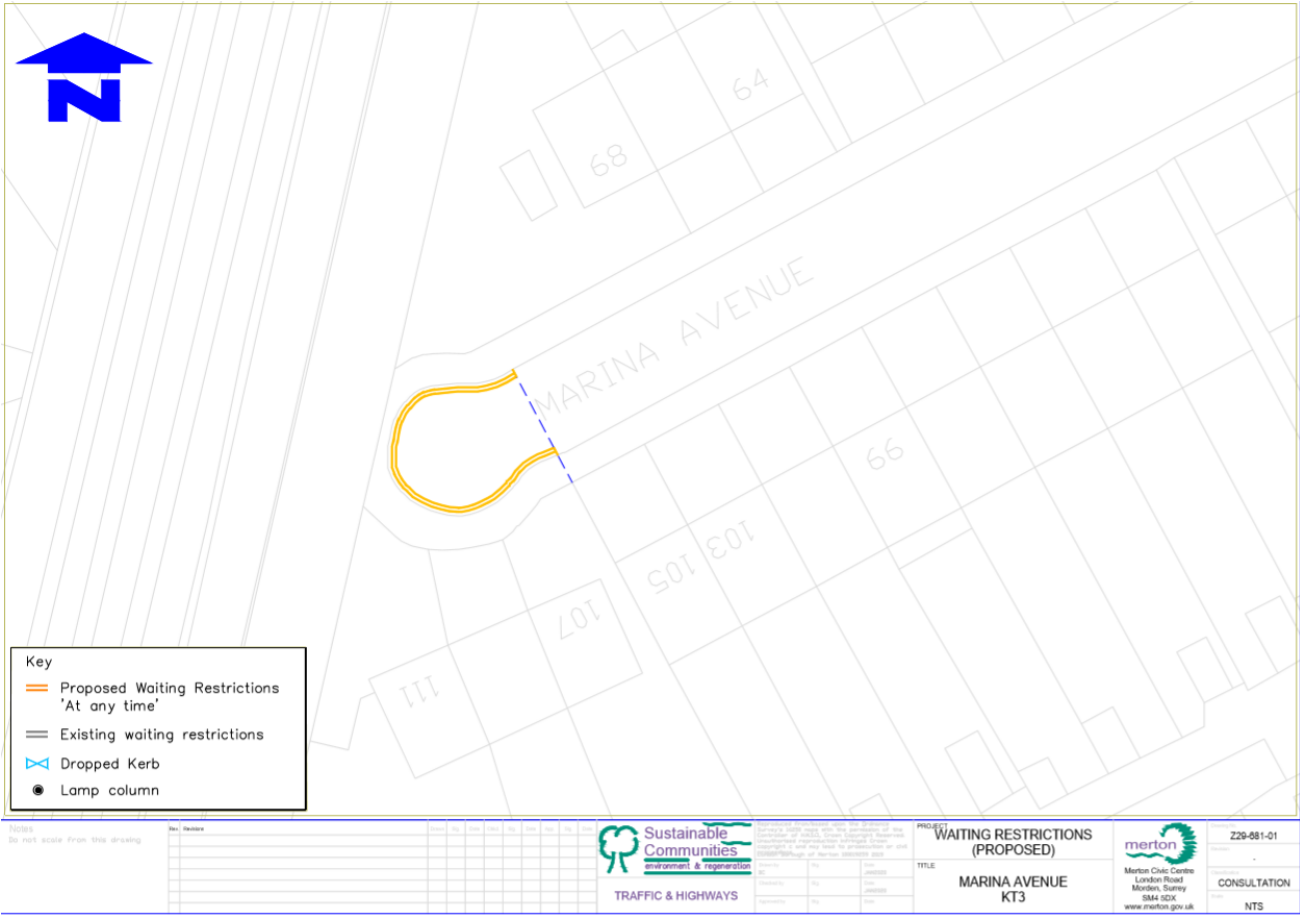 N
64
68
MARINA AVENUE
66
103
105
107
111
Key
Proposed Waiting Restrictions
'At any time'
Existing waiting restrictions
Dropped Kerb
Lamp column
Notes
Do not scale from this drawing
Rev Revision
Sustainable
Communities
environment & regeneration
TRAFFIC & HIGHWAYS
PROJECT
WAITING RESTRICTIONS
(PROPOSED)
TITLE
MARINA AVENUE
KT3
merton
Merton Civic Centre
London Road
Morden, Surrey
SM4 5DX
www.merton.gov.uk
Z29-681-01
CONSULTATION
NTS